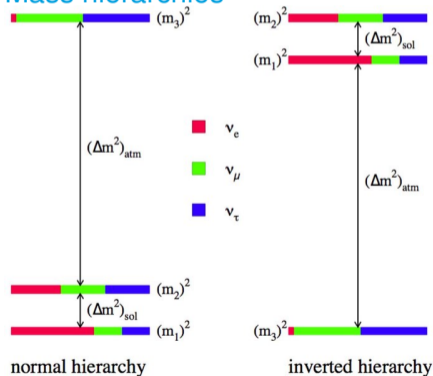 Mass hierarchies
(m₃)²
(Δm²)atm
(m₂)²
(Δm²)sol
(m₁)²
normal hierarchy
νe
νμ
ντ
(m₂)²
(Δm²)sol
(m₁)²
(Δm²)atm
(m₃)²
inverted hierarchy